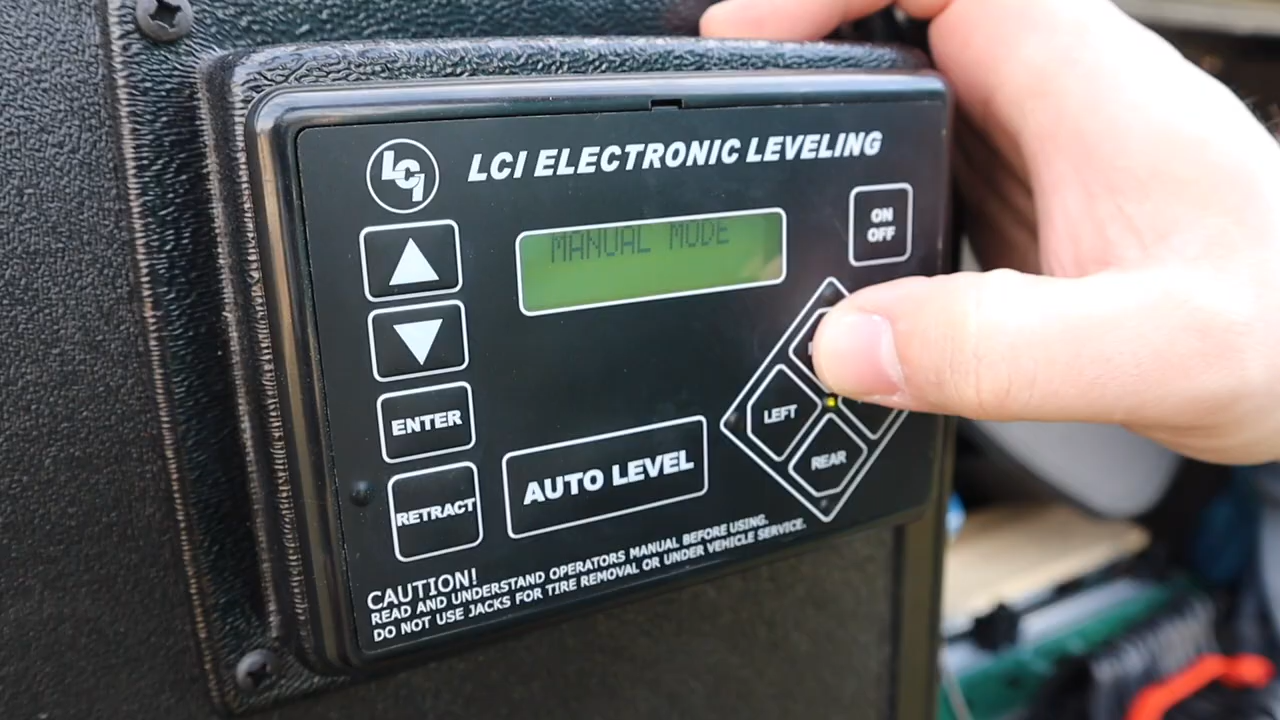 LCI
LCI ELECTRONIC LEVELING
ON
OFF
MANUAL MODE
ENTER
RETRACT
AUTO LEVEL
LEFT
REAR
CAUTION!
READ AND UNDERSTAND OPERATORS MANUAL BEFORE USING.
DO NOT USE JACKS FOR TIRE REMOVAL OR UNDER VEHICLE SERVICE.